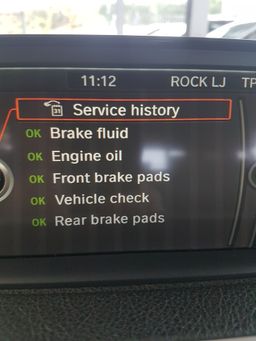 11:12 ROCK LJ TP
Service history
OK Brake fluid
OK Engine oil
OK Front brake pads
OK Vehicle check
OK Rear brake pads